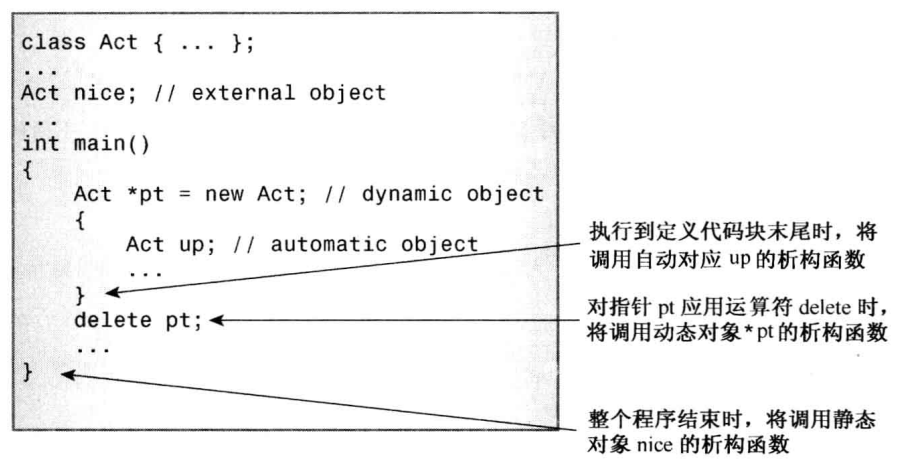 class Act { ... };
...
Act nice; // external object
...
int main()
{
    Act *pt = new Act; // dynamic object
    {
        Act up; // automatic object
        ...
    }
    delete pt;
    ...
}
执行到定义代码块末尾时，将
调用自动对应 up 的析构函数
对指针 pt 应用运算符 delete 时，
将调用动态对象*pt 的析构函数
整个程序结束时，将调用静态
对象 nice 的析构函数